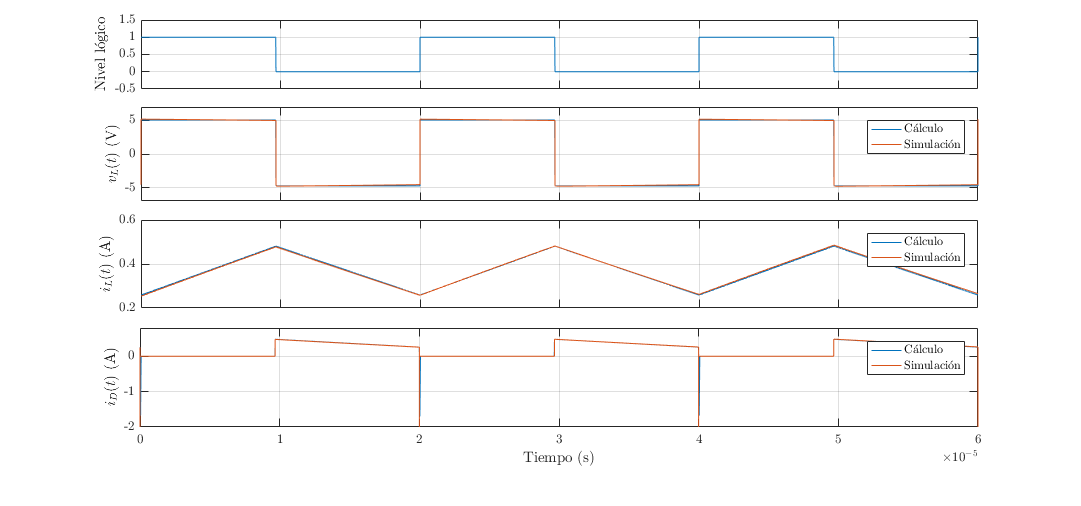 1.5
1
0.5
0
-0.5
Nivel lógico
5
0
-5
v_L(t) (V)
Cálculo
Simulación
0.6
0.4
0.2
i_L(t) (A)
Cálculo
Simulación
0
-1
-2
i_D(t) (A)
Cálculo
Simulación
0 1 2 3 4 5 6
Tiempo (s)
×10⁻⁵